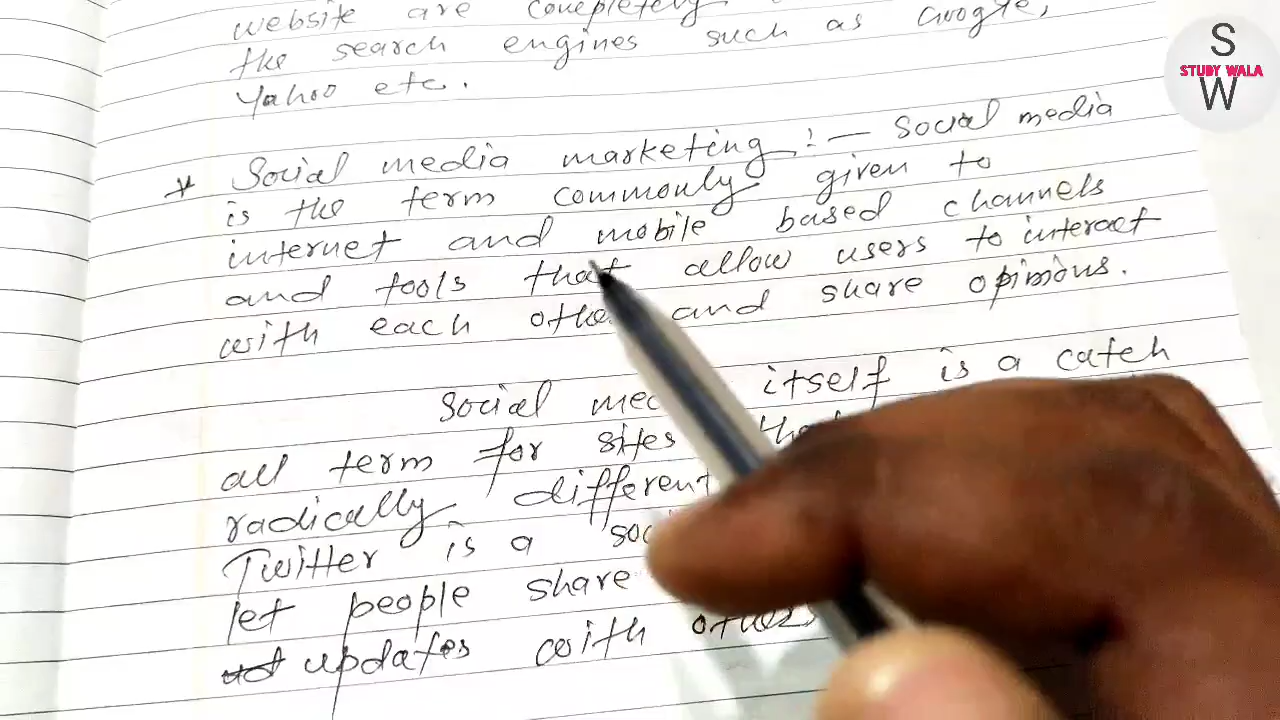 website are completely
the search engines such as Google,
Yahoo etc.
* Social media marketing :- Social media
is the term commonly given to
internet and mobile based channels
and tools that allow users to interact
with each other and share opinions.
Social itself is a catch
all term for sites
radically different
Twitter is a
let people share
updates with others
S
STUDY WALA
W